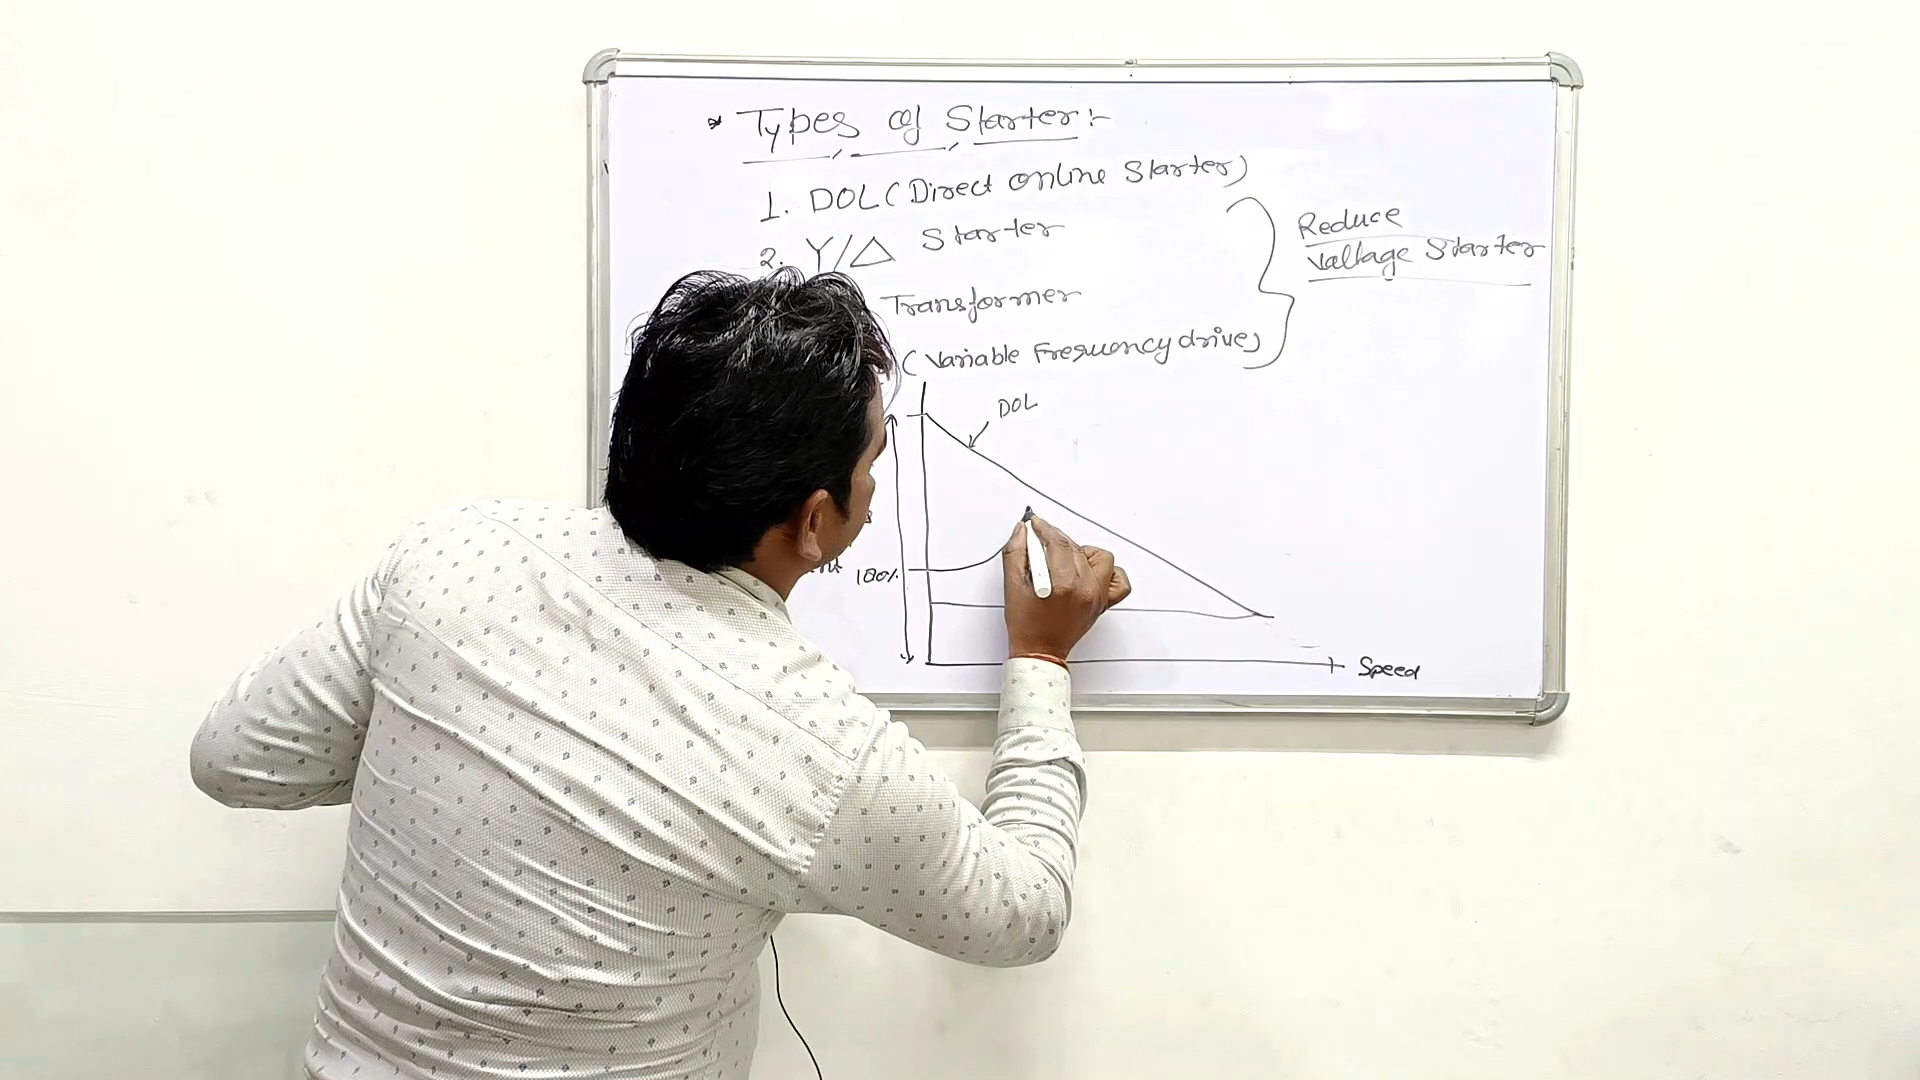 * Types of Starter:-
1. DOL (Direct online Starter)
2. Y/△ Starter
Transformer
(Variable Frequency drive)
Reduce
Valtage Starter
DOL
100%
Speed